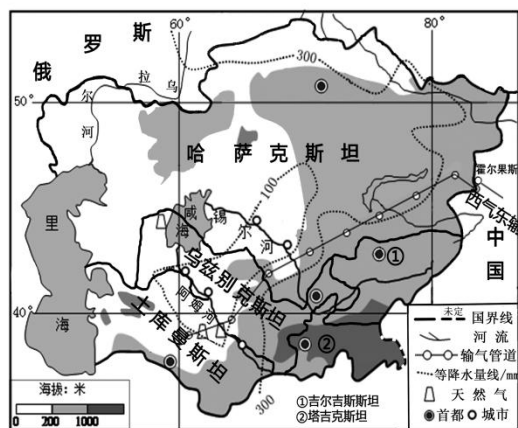 60° 80°
俄罗斯
300
50°
乌拉尔河
哈萨克斯坦
霍尔果斯
西气东输
100
里海
咸海
锡尔河
中国
①
乌兹别克斯坦
40°
阿姆河
土库曼斯坦
②
300
海拔：米
0 200 1000
①吉尔吉斯斯坦
②塔吉克斯坦
未定
国界线
河流
输气管道
等降水量线/mm
天然气
首都 城市